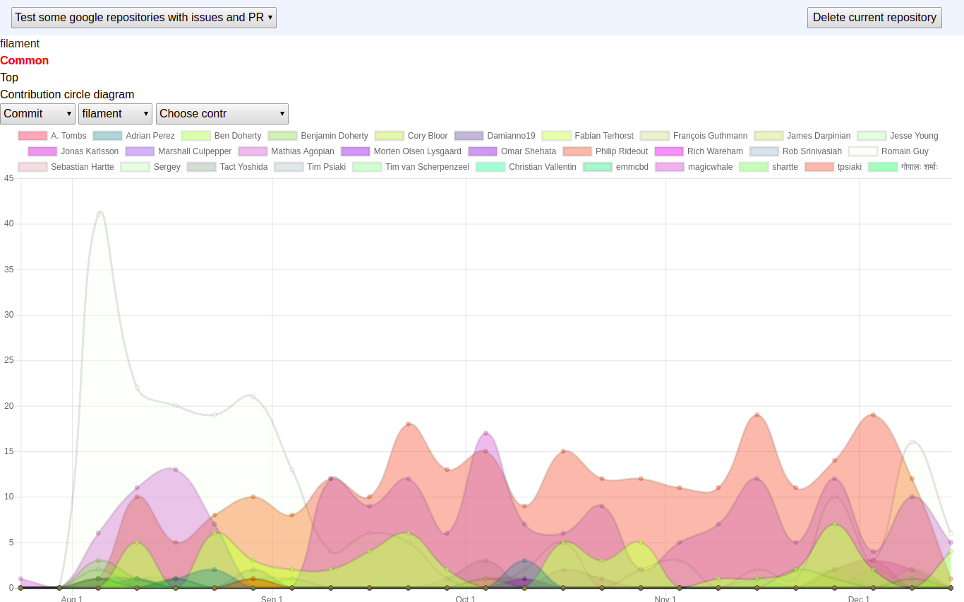 Test some google repositories with issues and PR
Delete current repository
filament
Common
Top
Contribution circle diagram
Commit filament Choose contr
A. Tombs Adrian Perez Ben Doherty Benjamin Doherty Cory Bloor Damianno19 Fabian Terhorst François Guthmann James Darpinian Jesse Young
Jonas Karlsson Marshall Culpepper Mathias Agopian Morten Olsen Lysgaard Omar Shehata Philip Rideout Rich Wareham Rob Srinivasiah Romain Guy
Sebastian Hartte Sergey Tact Yoshida Tim Psiaki Tim van Scherpenzeel Christian Vallentin emmcbd magicwhale shartte tpsiaki गोपालः शर्मा
45
40
35
30
25
20
15
10
5
0
Aug 1 Sep 1 Oct 1 Nov 1 Dec 1